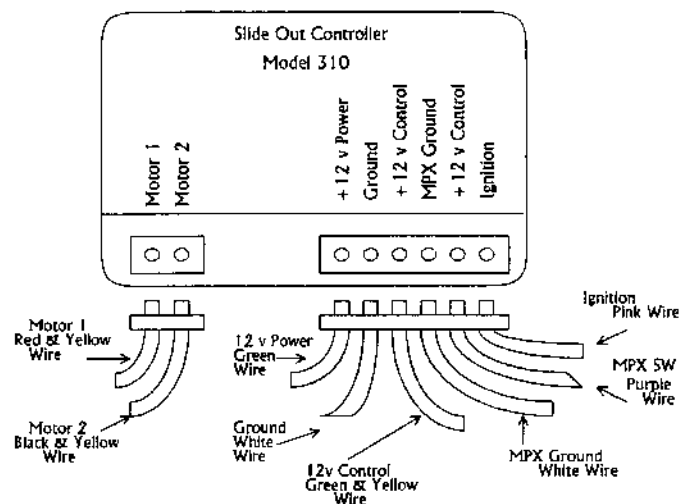 Slide Out Controller
Model 310
Motor 1
Motor 2
+ 12 v Power
Ground
+ 12 v Control
MPX Ground
+ 12 v Control
Ignition
Motor 1
Red & Yellow
Wire
Motor 2
Black & Yellow
Wire
12 v Power
Green
Wire
Ground
White
Wire
12v Control
Green & Yellow
Wire
MPX Ground
White Wire
MPX SW
Purple
Wire
Ignition
Pink Wire